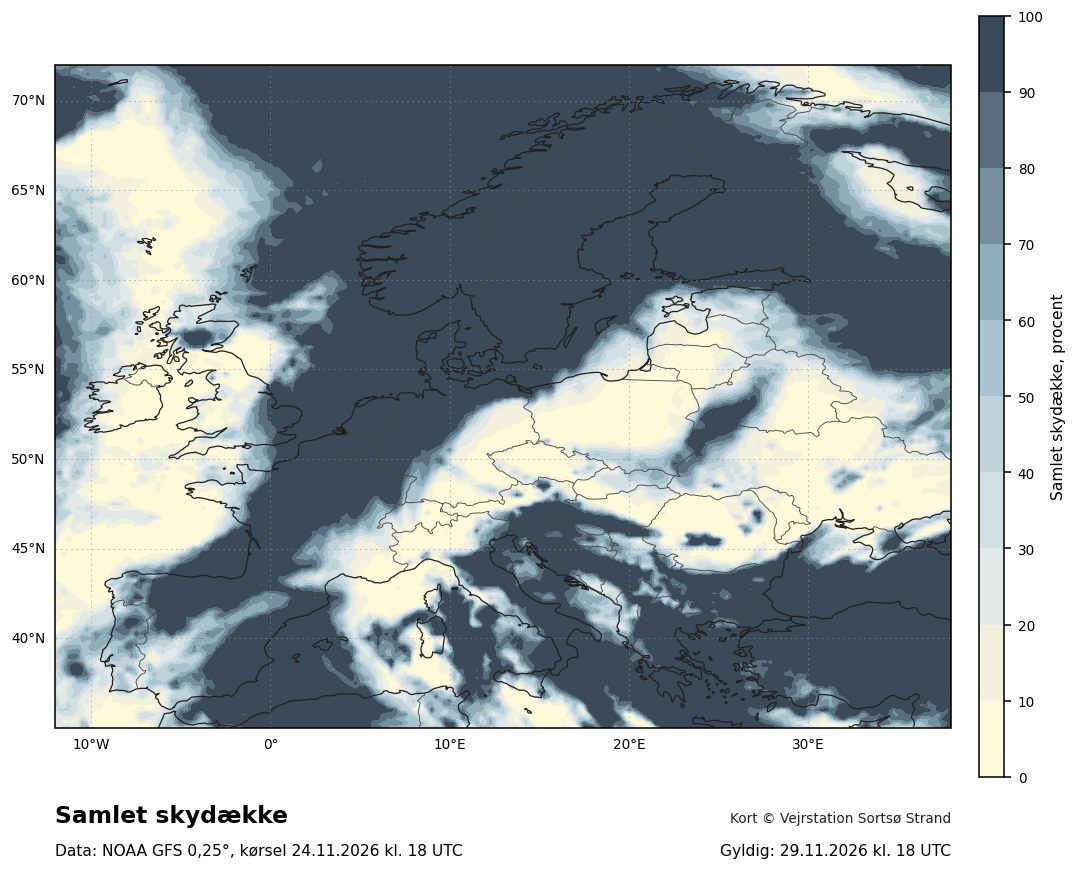 100
90
80
70
60
50
40
30
20
10
0
Samlet skydække, procent
70°N
65°N
60°N
55°N
50°N
45°N
40°N
10°W
0°
10°E
20°E
30°E
Samlet skydække
Kort © Vejrstation Sortsø Strand
Data: NOAA GFS 0,25°, kørsel 24.11.2026 kl. 18 UTC
Gyldig: 29.11.2026 kl. 18 UTC